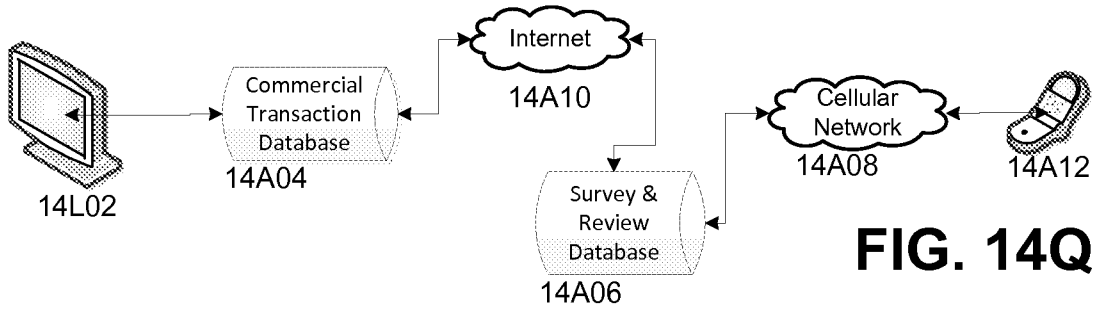 Internet
14A10
Commercial
Transaction
Database
14A04
14L02
Cellular
Network
14A08
14A12
Survey &
Review
Database
14A06
FIG. 14Q